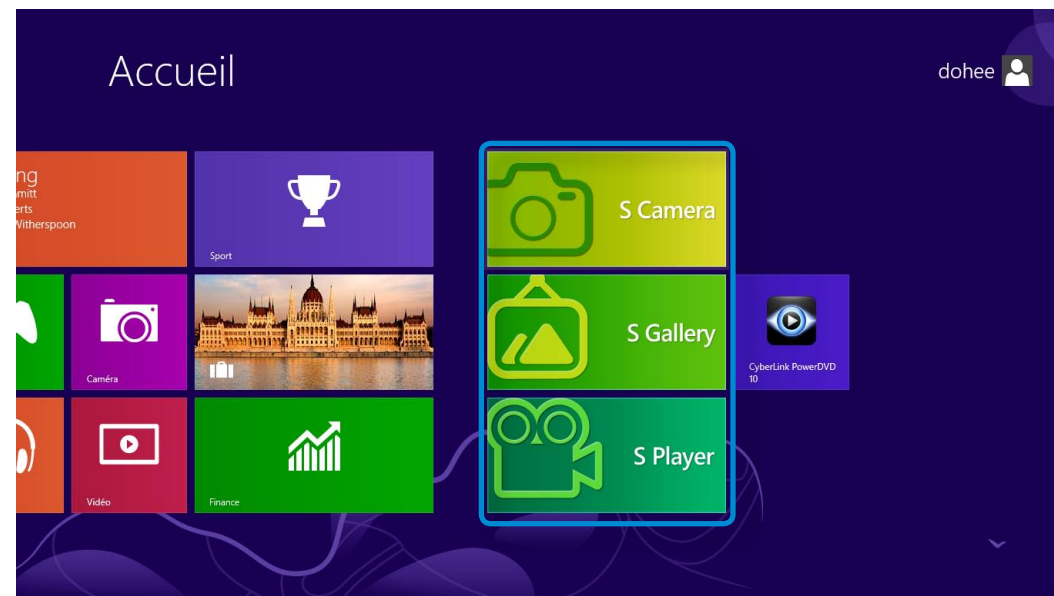 Accueil
dohee
ng
mitt
erts
Witherspoon
Sport
S Camera
Caméra
S Gallery
CyberLink PowerDVD
10
Vidéo
Finance
S Player